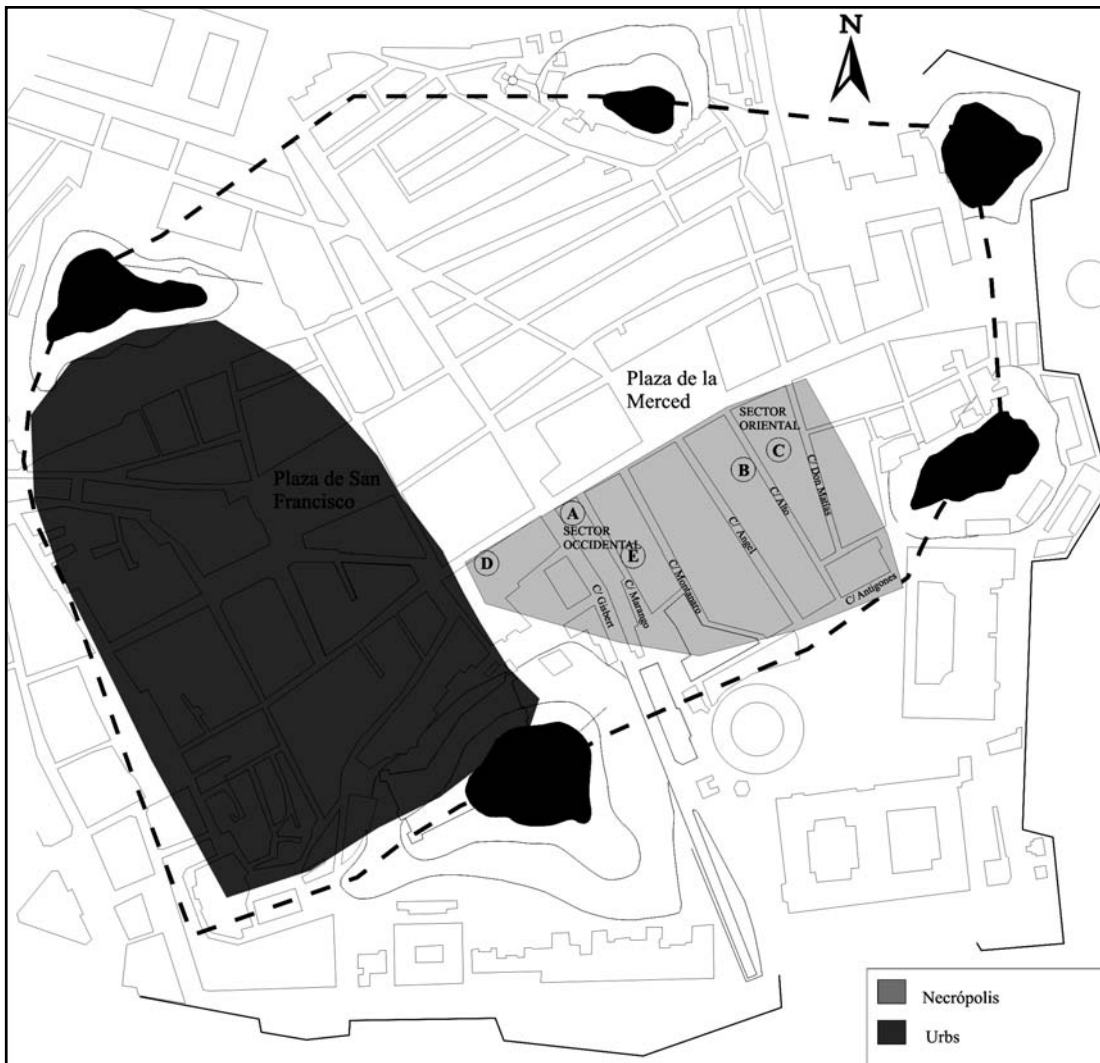 N
Plaza de la
Merced
SECTOR
ORIENTAL
C
B
C/ Don Matías
C/ Alto
Plaza de San
Francisco
A
SECTOR
OCCIDENTAL
E
D
C/ Angel
C/ Montanaro
C/ Marango
C/ Gisbert
C/ Antigones
Necrópolis
Urbs